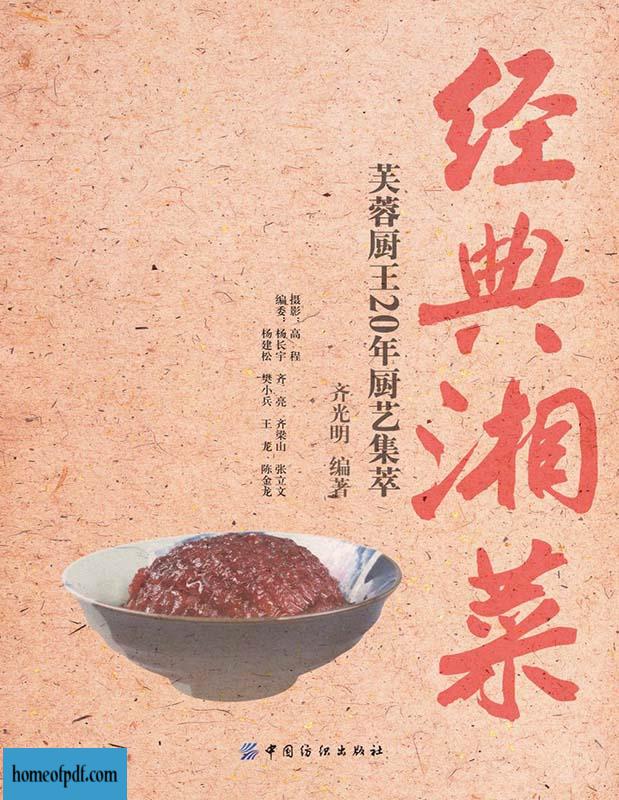 经典湘菜
芙蓉厨王20年厨艺集萃
齐光明 编著
摄影：高 程
编委：杨长宇 齐 亮 齐梁山 张立文
杨建松 樊小兵 王 龙 陈金龙
中国纺织出版社
homeofpdf.com